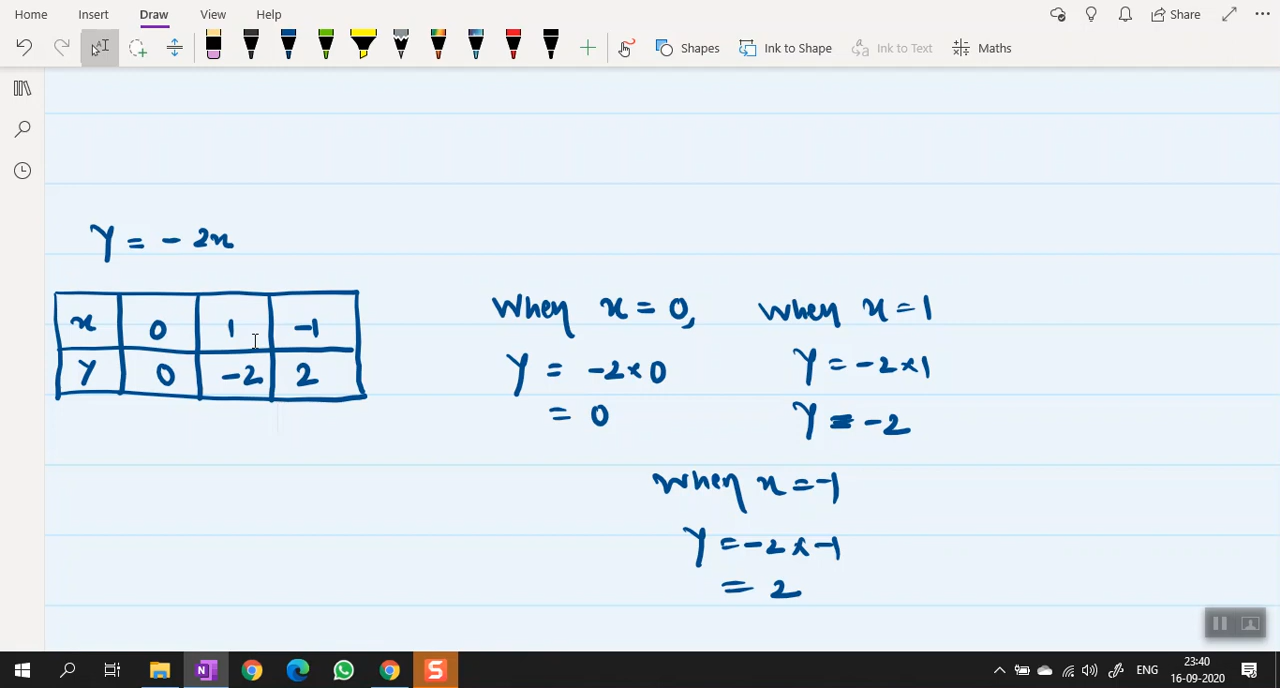 Home Insert Draw View Help Share
Shapes Ink to Shape Ink to Text Maths
Y = - 2x
x 0 1 -1
Y 0 -2 2
When x = 0,
Y = -2×0
= 0
When x = 1
Y = -2×1
Y = -2
When x = -1
Y = -2×-1
= 2
ENG 23:40
16-09-2020